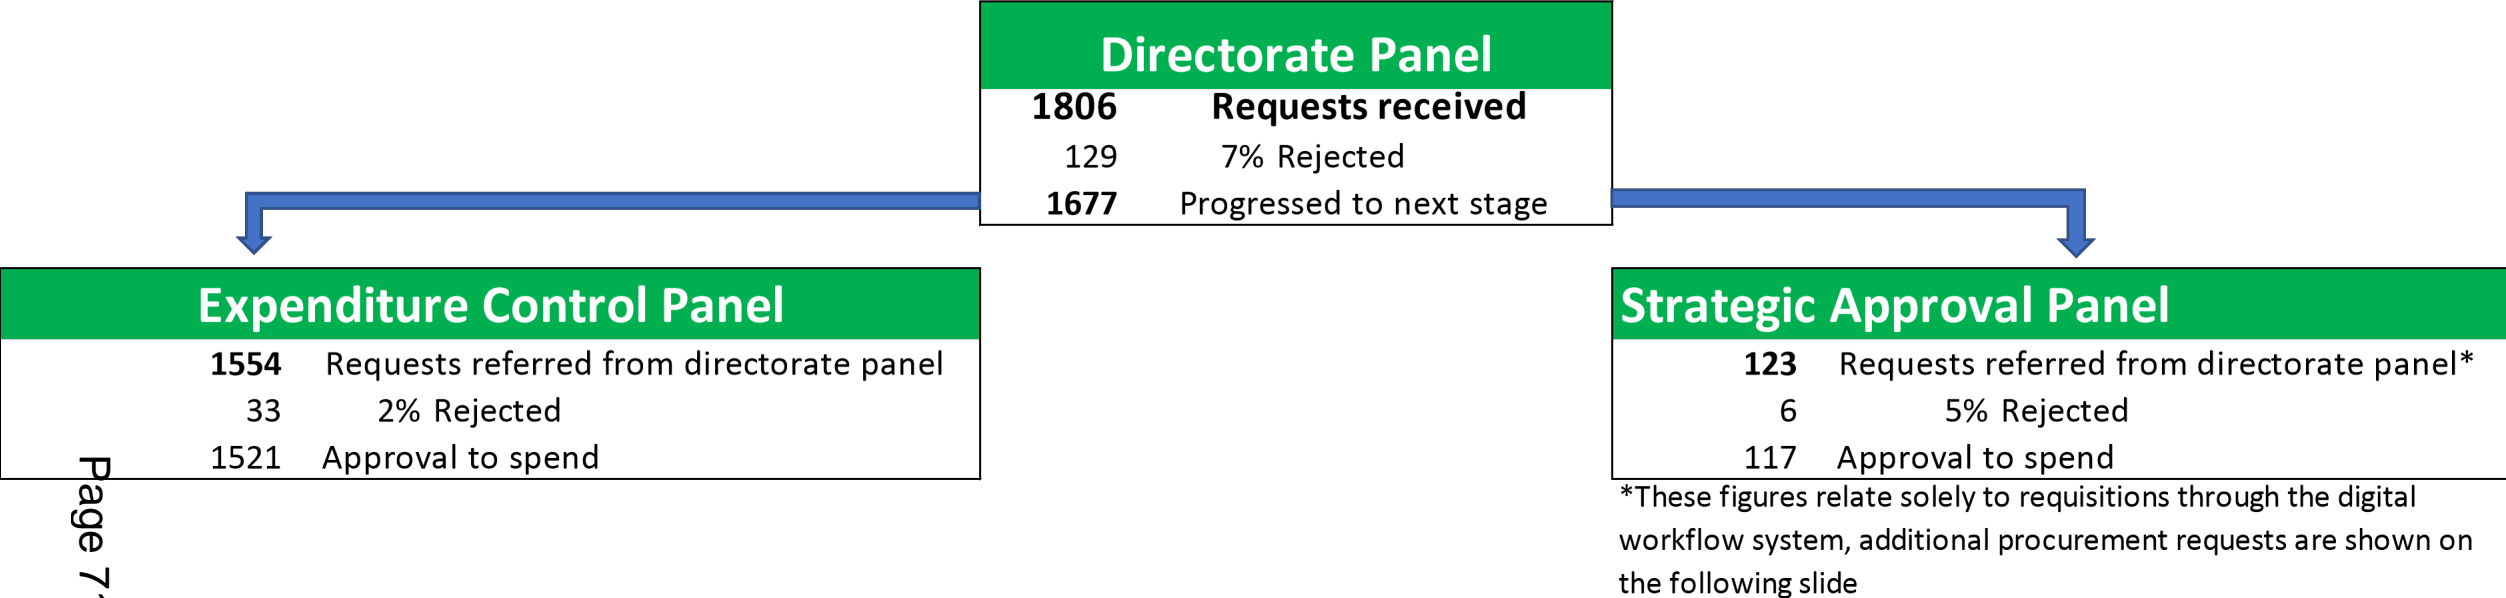 Directorate Panel
1806 Requests received
129 7% Rejected
1677 Progressed to next stage
Expenditure Control Panel
1554 Requests referred from directorate panel
33 2% Rejected
1521 Approval to spend
Strategic Approval Panel
123 Requests referred from directorate panel*
6 5% Rejected
117 Approval to spend
*These figures relate solely to requisitions through the digital
workflow system, additional procurement requests are shown on
the following slide
Page 7